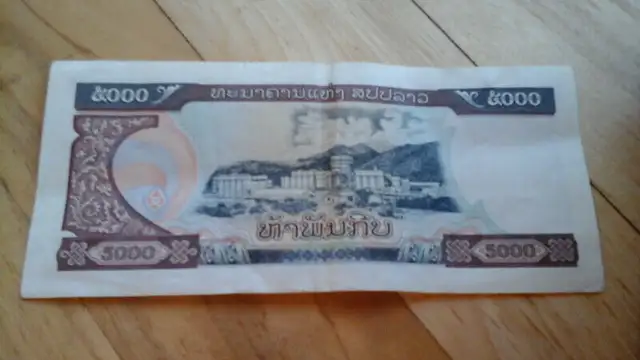 ໕໐໐໐ ທະນາຄານແຫ່ງ ສປປລາວ ໕໐໐໐
ຫ້າພັນກີບ
5000 5000